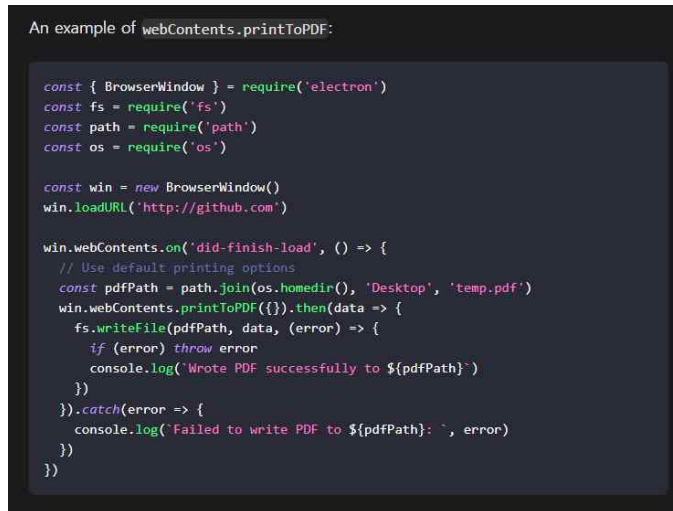 An example of webContents.printToPDF:
const { BrowserWindow } = require('electron')
const fs = require('fs')
const path = require('path')
const os = require('os')
const win = new BrowserWindow()
win.loadURL('http://github.com')
win.webContents.on('did-finish-load', () => {
  // Use default printing options
  const pdfPath = path.join(os.homedir(), 'Desktop', 'temp.pdf')
  win.webContents.printToPDF({}).then(data => {
    fs.writeFile(pdfPath, data, (error) => {
      if (error) throw error
      console.log(`Wrote PDF successfully to ${pdfPath}`)
    })
  }).catch(error => {
    console.log(`Failed to write PDF to ${pdfPath}: `, error)
  })
})